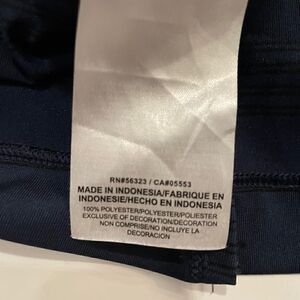 RN#56323 / CA#05553
MADE IN INDONESIA/FABRIQUE EN
INDONESIE/HECHO EN INDONESIA
100% POLYESTER/POLYESTER/POLIESTER
EXCLUSIVE OF DECORATION/DECORATION
NON COMPRISE/NO INCLUYE LA
DECORACION